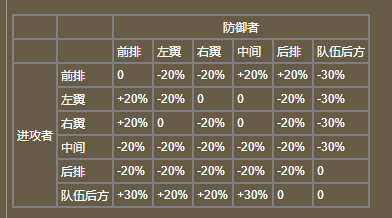 防御者
前排 左翼 右翼 中间 后排 队伍后方
进攻者
前排 0 -20% -20% +20% +20% -30%
左翼 +20% -20% 0 0 -20% -30%
右翼 +20% 0 -20% 0 -20% -30%
中间 -20% -20% -20% -20% -20% -30%
后排 -20% -20% -20% -20% -20% 0
队伍后方 +30% +20% +20% +30% 0 0